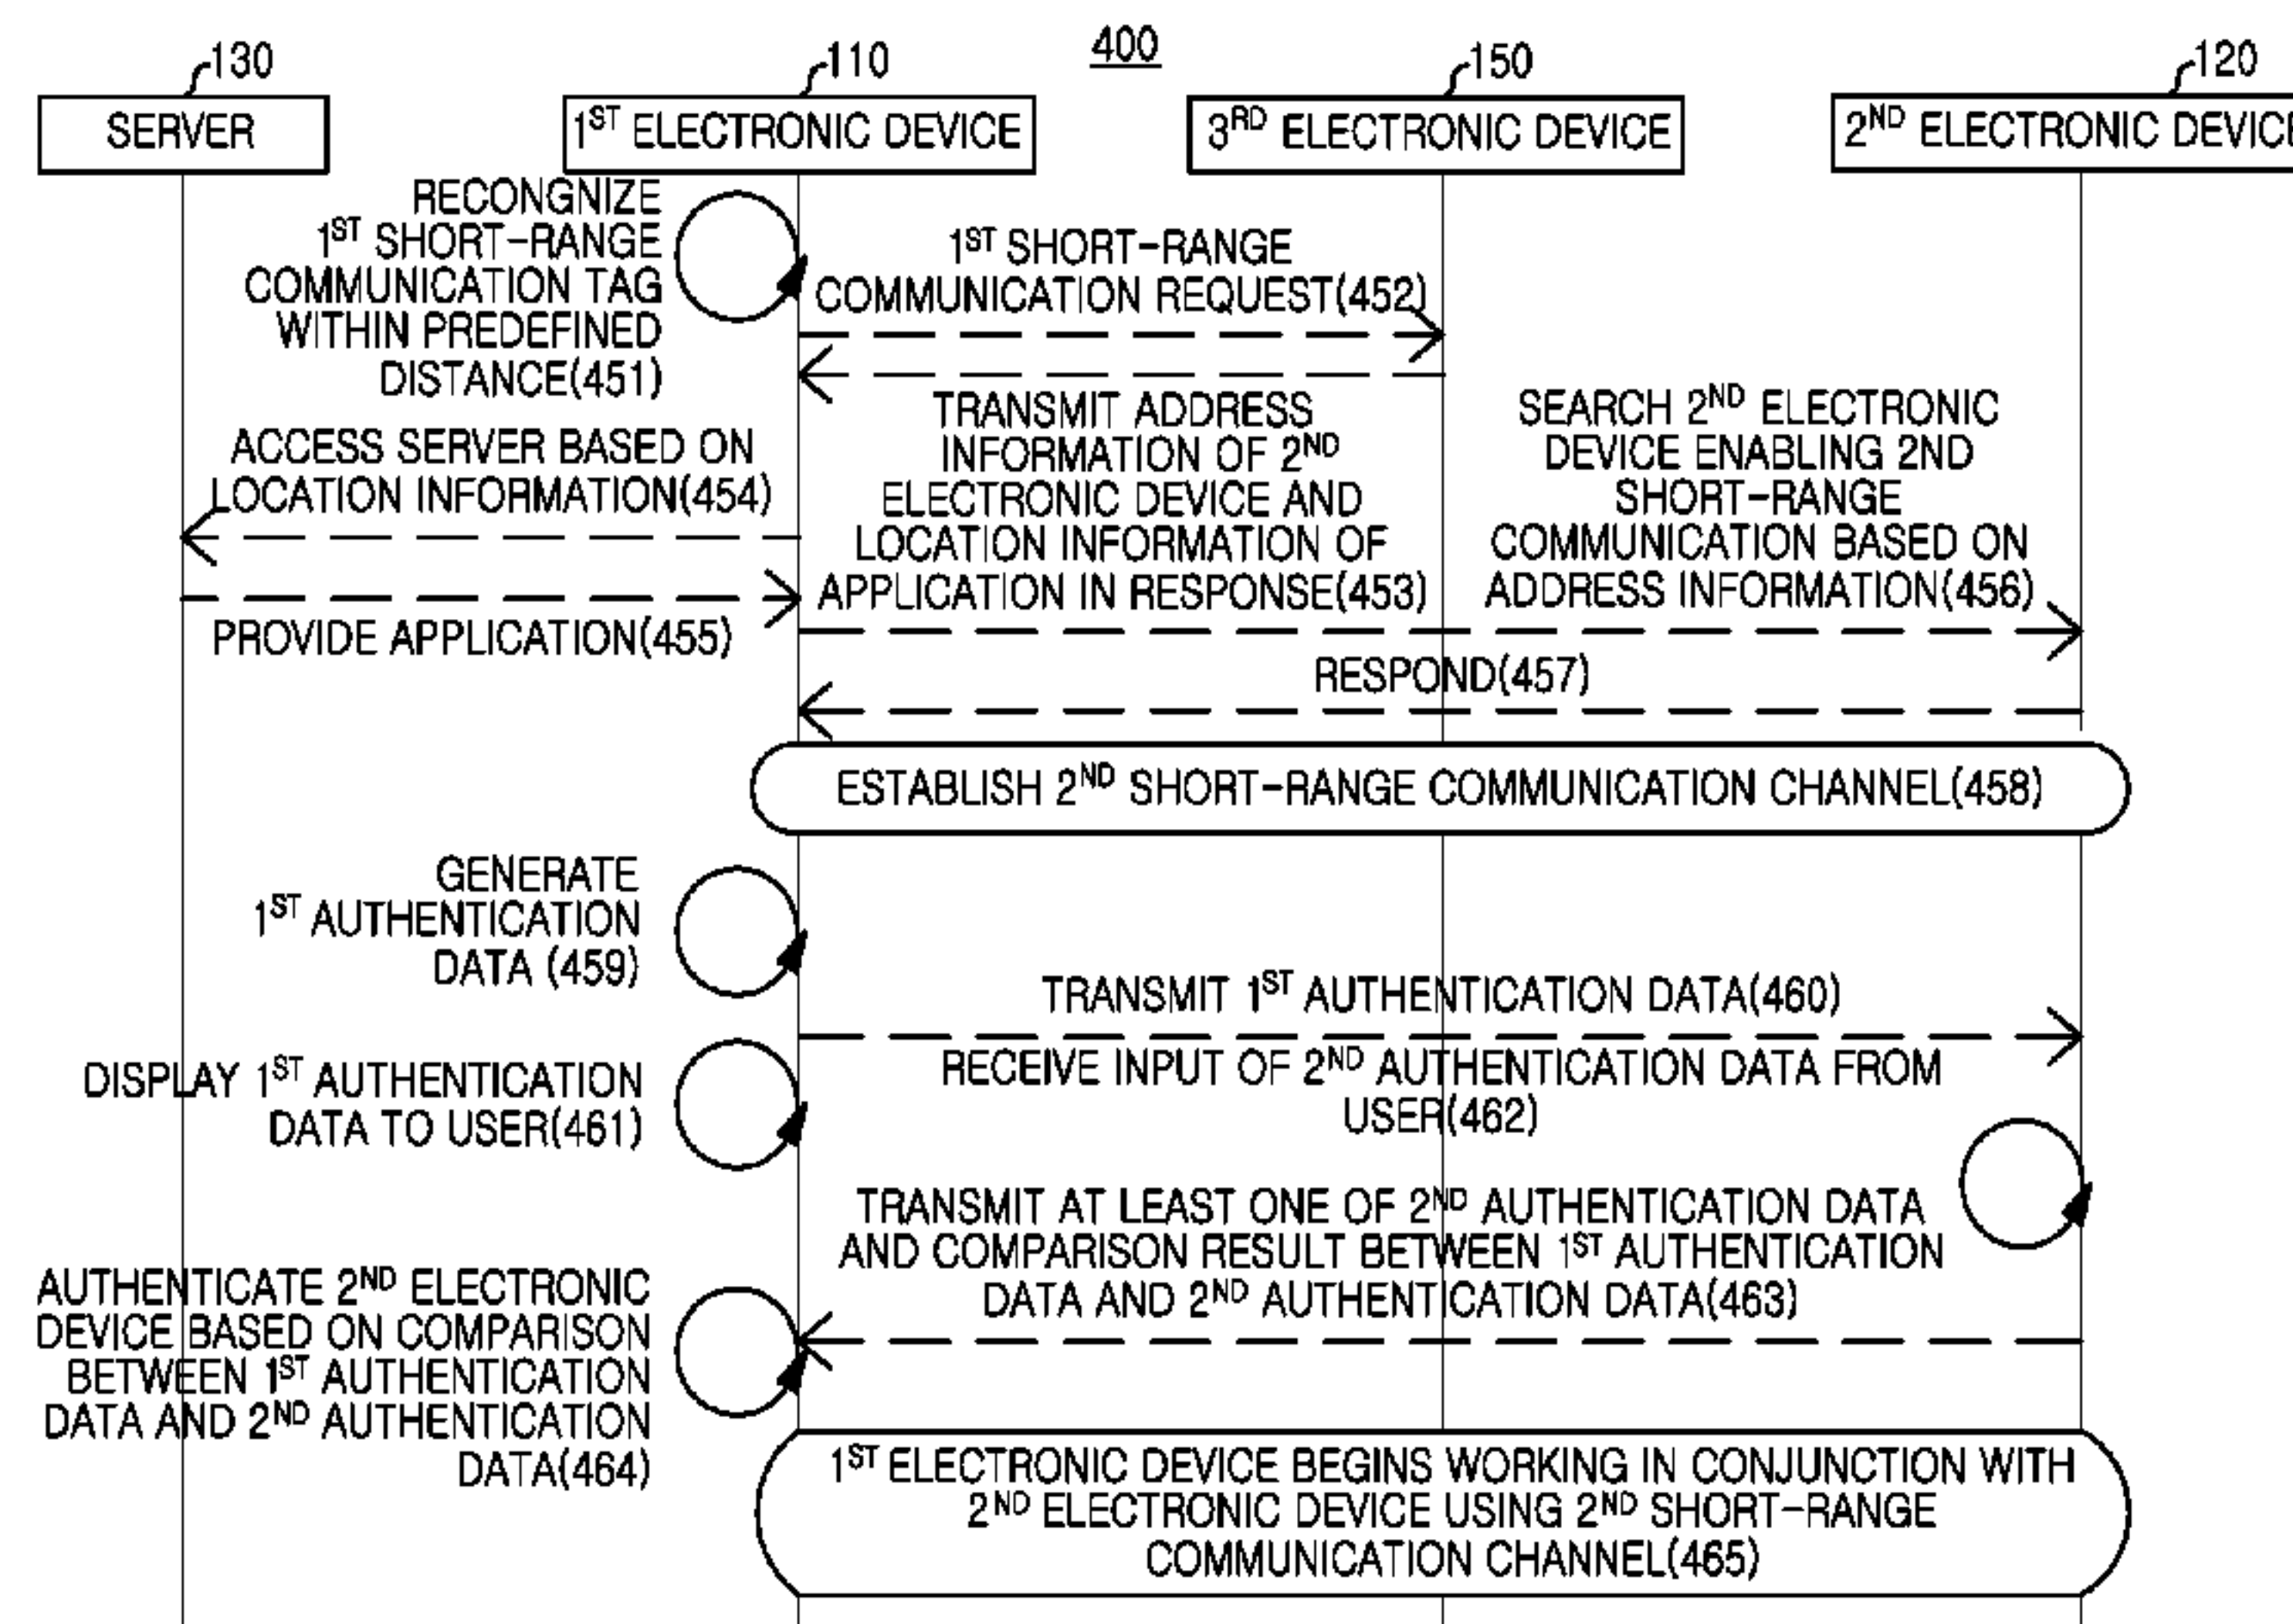 400
130
110
150
120
SERVER
1ST ELECTRONIC DEVICE
3RD ELECTRONIC DEVICE
2ND ELECTRONIC DEVICE
RECONGNIZE
1ST SHORT-RANGE
COMMUNICATION TAG
WITHIN PREDEFINED
DISTANCE(451)
1ST SHORT-RANGE
COMMUNICATION REQUEST(452)
TRANSMIT ADDRESS
INFORMATION OF 2ND
ELECTRONIC DEVICE AND
LOCATION INFORMATION OF
APPLICATION IN RESPONSE(453)
ACCESS SERVER BASED ON
LOCATION INFORMATION(454)
PROVIDE APPLICATION(455)
SEARCH 2ND ELECTRONIC
DEVICE ENABLING 2ND
SHORT-RANGE
COMMUNICATION BASED ON
ADDRESS INFORMATION(456)
RESPOND(457)
ESTABLISH 2ND SHORT-RANGE COMMUNICATION CHANNEL(458)
GENERATE
1ST AUTHENTICATION
DATA (459)
TRANSMIT 1ST AUTHENTICATION DATA(460)
DISPLAY 1ST AUTHENTICATION
DATA TO USER(461)
RECEIVE INPUT OF 2ND AUTHENTICATION DATA FROM
USER(462)
TRANSMIT AT LEAST ONE OF 2ND AUTHENTICATION DATA
AND COMPARISON RESULT BETWEEN 1ST AUTHENTICATION
DATA AND 2ND AUTHENTICATION DATA(463)
AUTHENTICATE 2ND ELECTRONIC
DEVICE BASED ON COMPARISON
BETWEEN 1ST AUTHENTICATION
DATA AND 2ND AUTHENTICATION
DATA(464)
1ST ELECTRONIC DEVICE BEGINS WORKING IN CONJUNCTION WITH
2ND ELECTRONIC DEVICE USING 2ND SHORT-RANGE
COMMUNICATION CHANNEL(465)